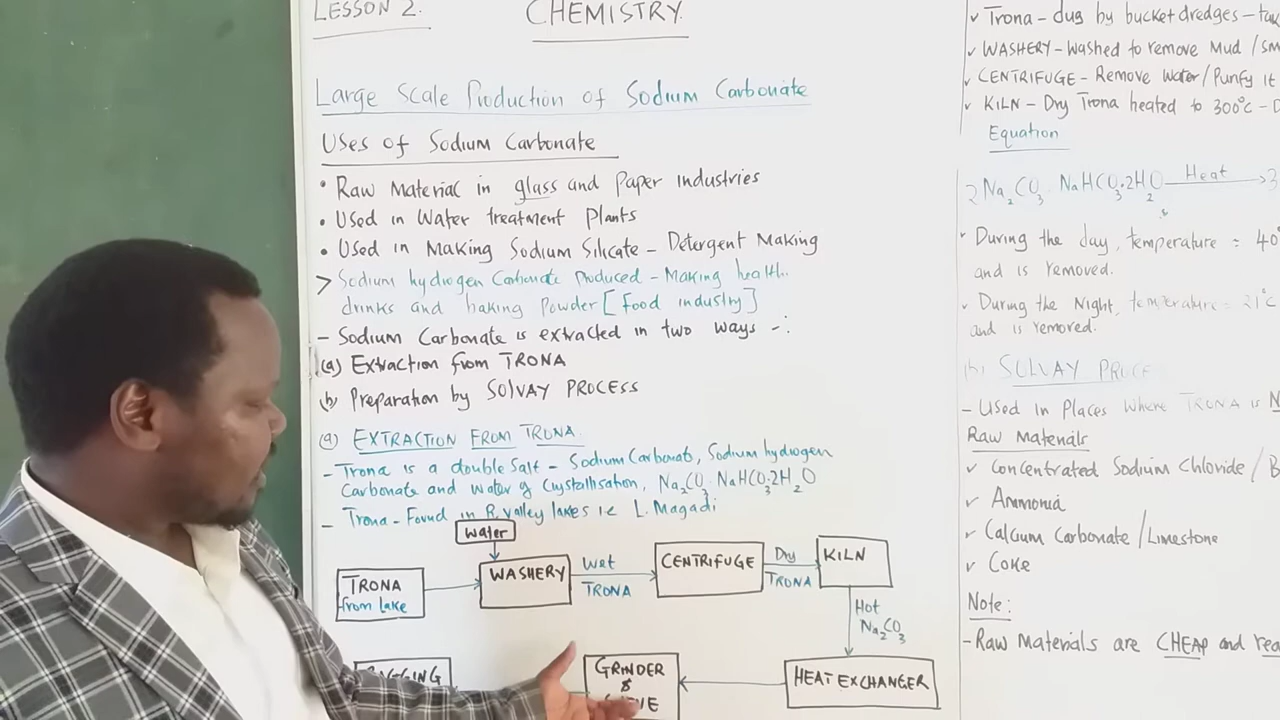 LESSON 2.
CHEMISTRY.
Large Scale Production of Sodium Carbonate
Uses of Sodium Carbonate
• Raw Material in glass and Paper Industries
• Used in Water treatment Plants
• Used in Making Sodium Silicate - Detergent Making
> Sodium hydrogen Carbonate Produced - Making health
drinks and baking Powder [Food industry]
- Sodium Carbonate is extracted in two ways -:
(a) Extraction from TRONA
(b) Preparation by SOLVAY PROCESS
(a) EXTRACTION FROM TRONA.
- Trona is a double Salt - Sodium Carbonate, Sodium hydrogen
Carbonate and Water of Crystallisation, Na₂CO₃.NaHCO₃.2H₂O
- Trona - Found in R. Valley lakes ie L. Magadi
Water
TRONA
from lake
WASHERY
Wet
TRONA
CENTRIFUGE
Dry
TRONA
KILN
Hot
Na₂CO₃
HEAT EXCHANGER
GRINDER
&
✓ Trona - dug by bucket dredges -
✓ WASHERY - Washed to remove Mud /
✓ CENTRIFUGE - Remove Water/Purify it
✓ KILN - Dry Trona heated to 300°C -
Equation
2Na₂CO₃.NaHCO₃.2H₂O Heat → 3
• During the day, temperature = 40°
and is removed.
• During the Night, temperature = 21°C
and is removed.
(b) SOLVAY
- Used in Places Where TRONA is
Raw Materials
✓ Concentrated Sodium Chloride /
✓ Ammonia
✓ Calcium Carbonate /Limestone
✓ Coke
Note:
- Raw Materials are CHEAP and